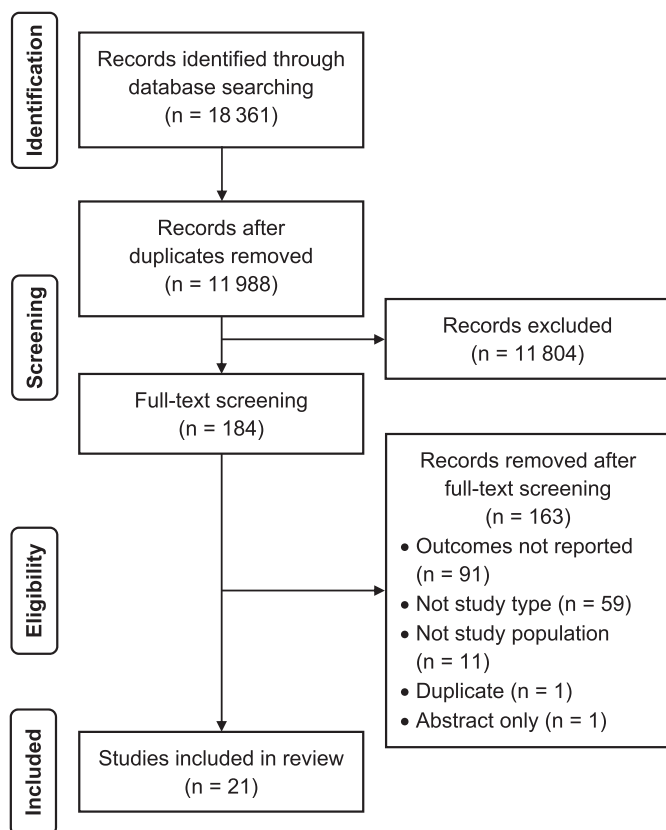 Identification
Records identified through
database searching
(n = 18 361)
Records after
duplicates removed
(n = 11 988)
Screening
Records excluded
(n = 11 804)
Full-text screening
(n = 184)
Records removed after
full-text screening
(n = 163)
• Outcomes not reported
(n = 91)
• Not study type (n = 59)
• Not study population
(n = 11)
• Duplicate (n = 1)
• Abstract only (n = 1)
Eligibility
Included
Studies included in review
(n = 21)